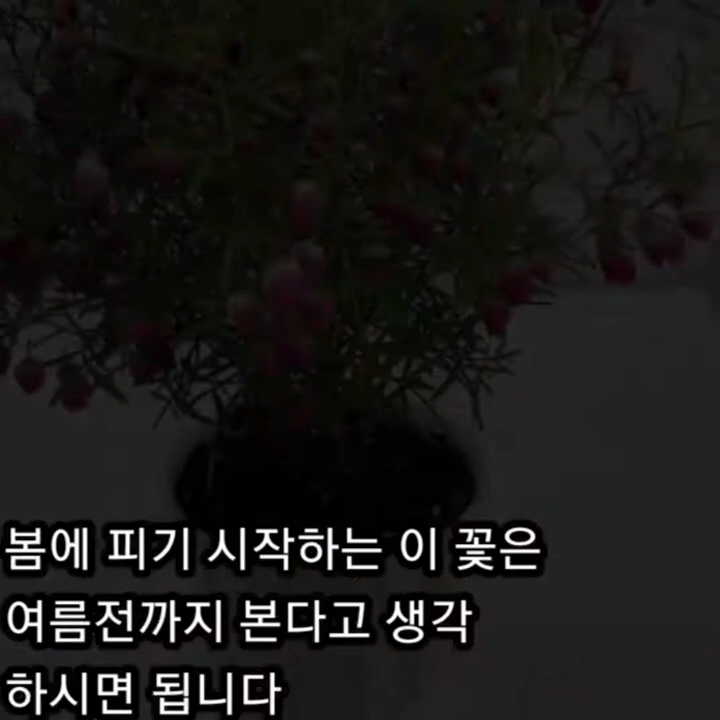 봄에 피기 시작하는 이 꽃은
여름전까지 본다고 생각
하시면 됩니다